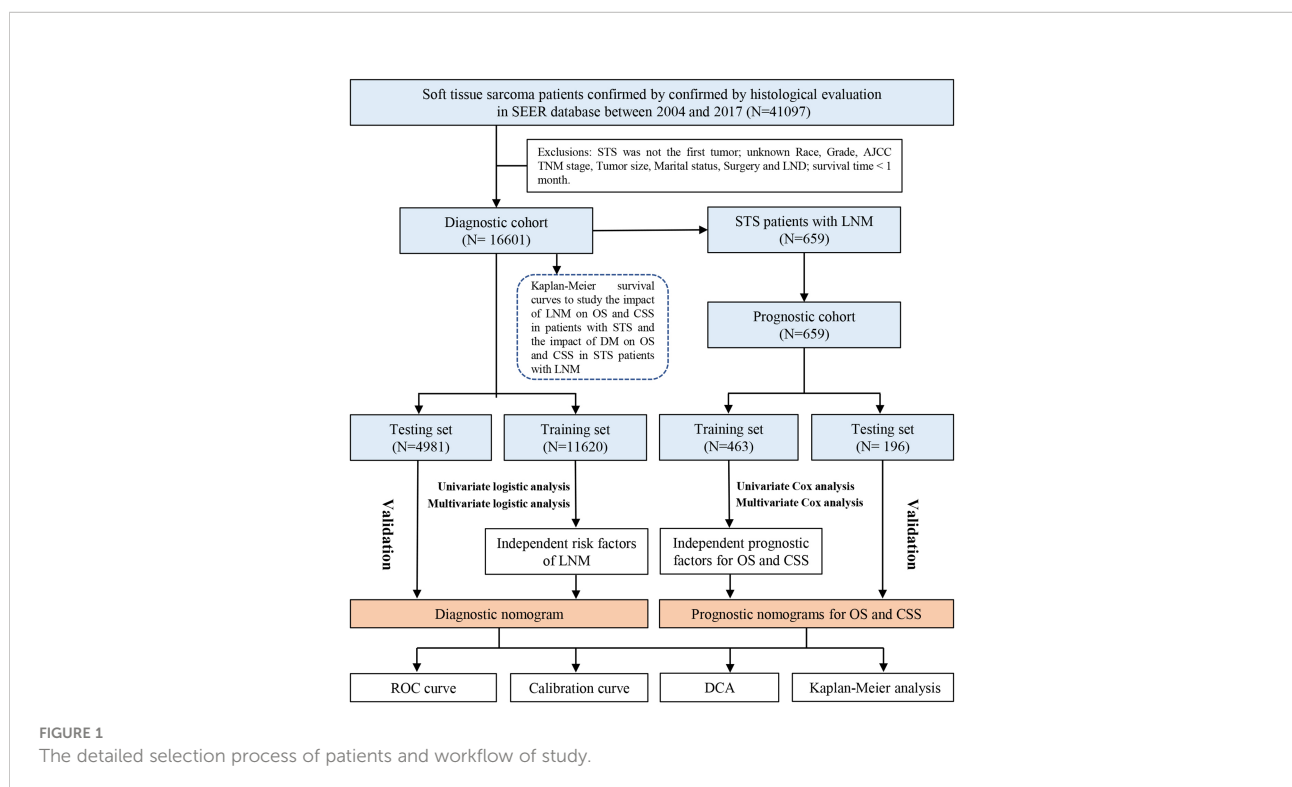 Soft tissue sarcoma patients confirmed by confirmed by histological evaluation
in SEER database between 2004 and 2017 (N=41097)
Exclusions: STS was not the first tumor; unknown Race, Grade, AJCC
TNM stage, Tumor size, Marital status, Surgery and LND; survival time < 1
month.
Diagnostic cohort
(N= 16601)
STS patients with LNM
(N=659)
Kaplan-Meier survival
curves to study the impact
of LNM on OS and CSS
in patients with STS and
the impact of DM on OS
and CSS in STS patients
with LNM
Prognostic cohort
(N=659)
Testing set
(N=4981)
Training set
(N=11620)
Training set
(N=463)
Testing set
(N= 196)
Validation
Univariate logistic analysis
Multivariate logistic analysis
Univariate Cox analysis
Multivariate Cox analysis
Validation
Independent risk factors
of LNM
Independent prognostic
factors for OS and CSS
Diagnostic nomogram
Prognostic nomograms for OS and CSS
ROC curve
Calibration curve
DCA
Kaplan-Meier analysis
FIGURE 1
The detailed selection process of patients and workflow of study.